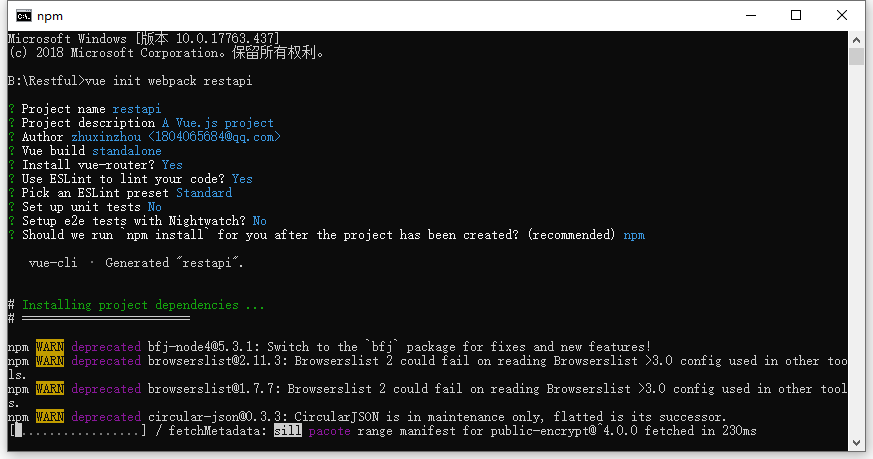 npm
Microsoft Windows [版本 10.0.17763.437]
(c) 2018 Microsoft Corporation。保留所有权利。
B:\Restful>vue init webpack restapi
? Project name restapi
? Project description A Vue.js project
? Author zhuxinzhou <1804065684@qq.com>
? Vue build standalone
? Install vue-router? Yes
? Use ESLint to lint your code? Yes
? Pick an ESLint preset Standard
? Set up unit tests No
? Setup e2e tests with Nightwatch? No
? Should we run `npm install` for you after the project has been created? (recommended) npm
vue-cli · Generated "restapi".
# Installing project dependencies ...
# ========================
npm WARN deprecated bfj-node4@5.3.1: Switch to the `bfj` package for fixes and new features!
npm WARN deprecated browserslist@2.11.3: Browserslist 2 could fail on reading Browserslist >3.0 config used in other too
ls.
npm WARN deprecated browserslist@1.7.7: Browserslist 2 could fail on reading Browserslist >3.0 config used in other tool
s.
npm WARN deprecated circular-json@0.3.3: CircularJSON is in maintenance only, flatted is its successor.
[ .................] / fetchMetadata: sill pacote range manifest for public-encrypt@^4.0.0 fetched in 230ms